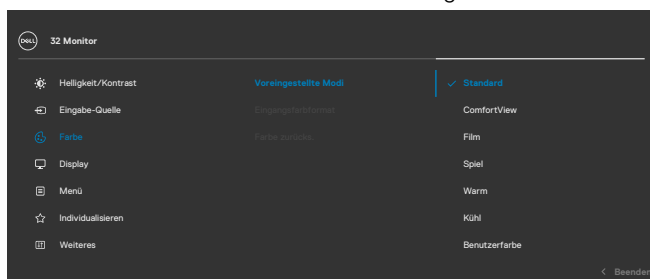 DELL
32 Monitor
Helligkeit/Kontrast Voreingestellte Modi Standard
Eingabe-Quelle Eingangsfarbformat ComfortView
Farbe Farbe zurücks. Film
Display Spiel
Menü Warm
Individualisieren Kühl
Weiteres Benutzerfarbe
Beenden